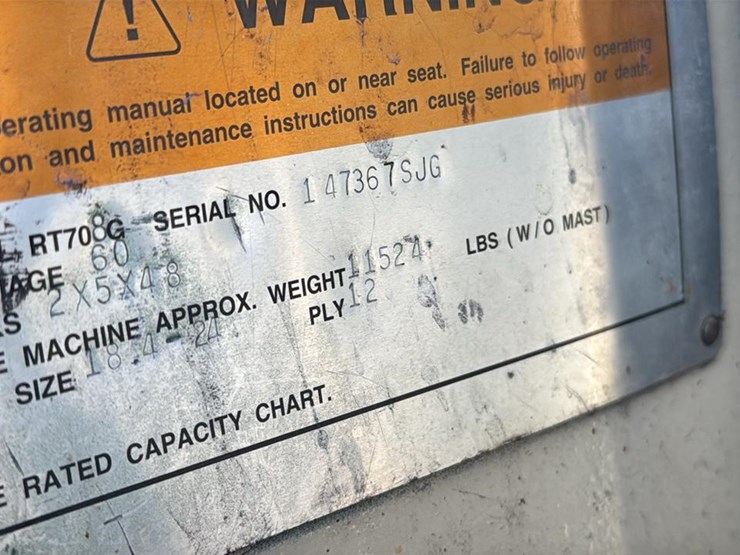 WARNING
erating manual located on or near seat. Failure to follow operating
on and maintenance instructions can cause serious injury or death.
RT708G SERIAL NO. 147367SJG
AGE 60
S 2X5X48
E MACHINE APPROX. WEIGHT 11524 LBS (W/O MAST)
SIZE 18.4-24 PLY 12
E RATED CAPACITY CHART.